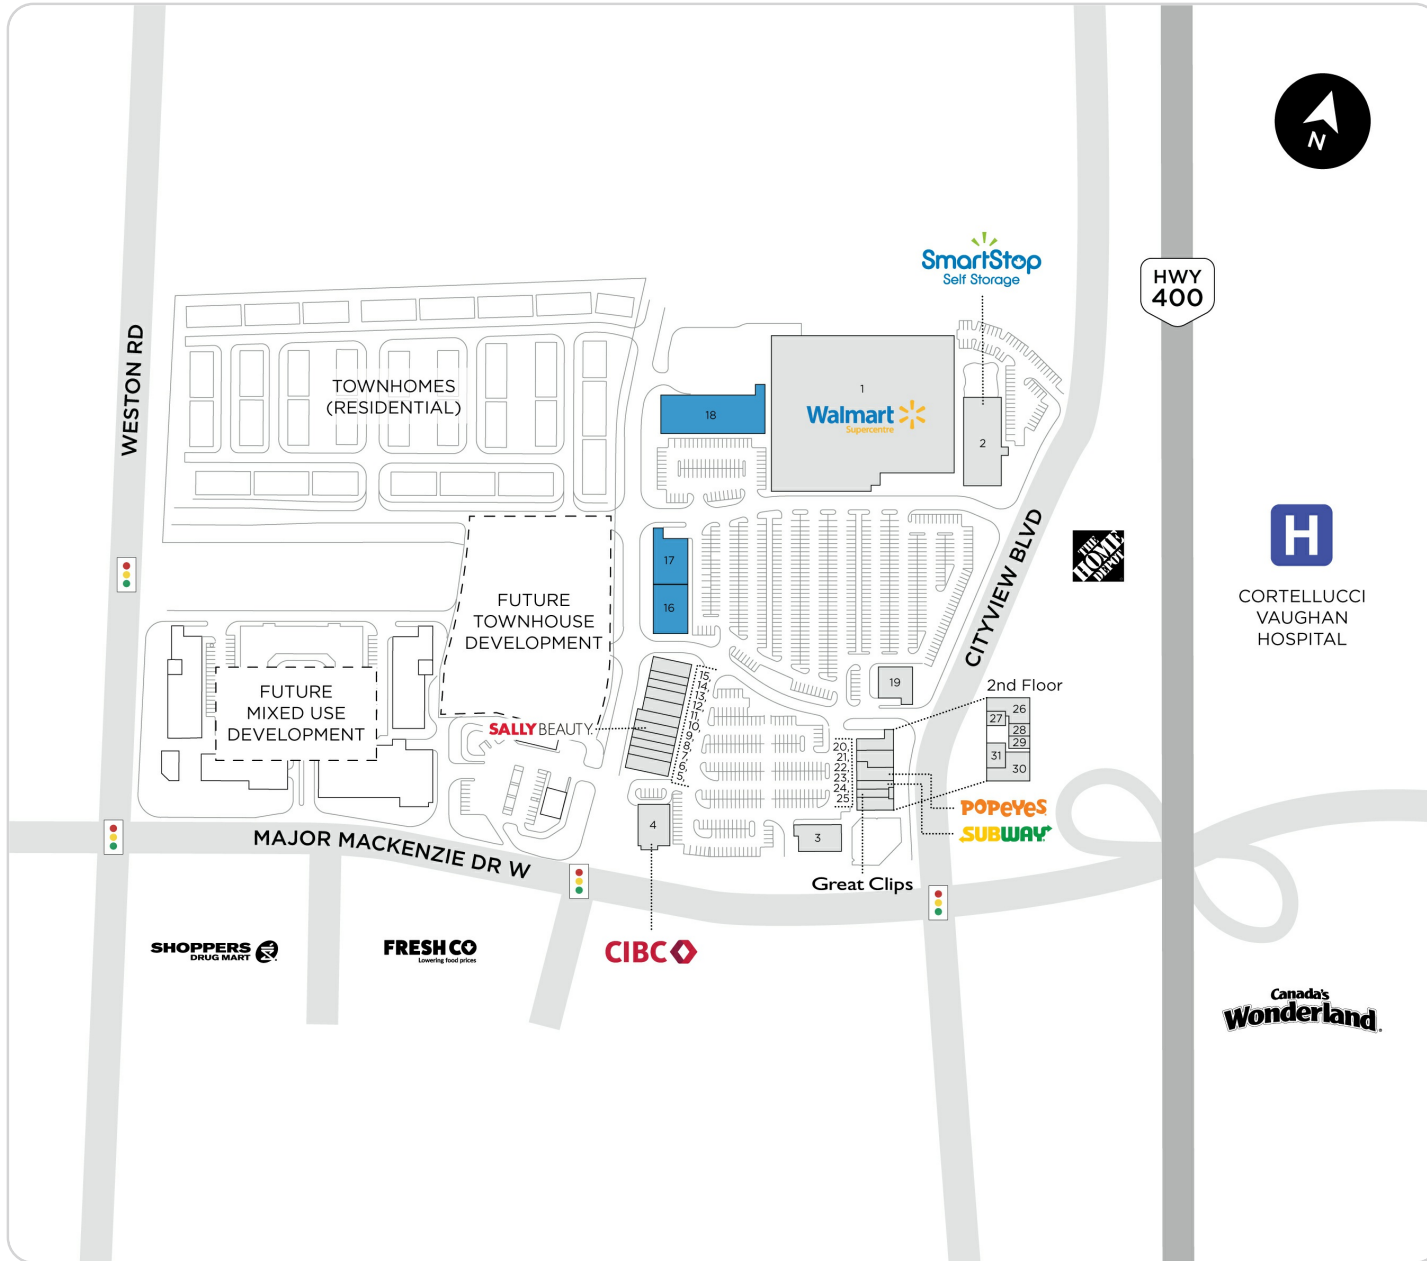 N
SmartStop
Self Storage
HWY
400
WESTON RD
TOWNHOMES
(RESIDENTIAL)
1
Walmart
Supercentre
18
2
CITYVIEW BLVD
THE
HOME
DEPOT
H
CORTELLUCCI
VAUGHAN
HOSPITAL
17
16
FUTURE
TOWNHOUSE
DEVELOPMENT
FUTURE
MIXED USE
DEVELOPMENT
SALLY BEAUTY
15,
14,
13,
12,
11,
10,
9,
8,
7,
6,
5,
19
2nd Floor
26
27
28
29
31
30
20,
21,
22,
23,
24,
25
POPEYES
SUBWAY
4
3
Great Clips
MAJOR MACKENZIE DR W
SHOPPERS
DRUG MART
FRESHCO
Lowering food prices
CIBC
Canada's
Wonderland